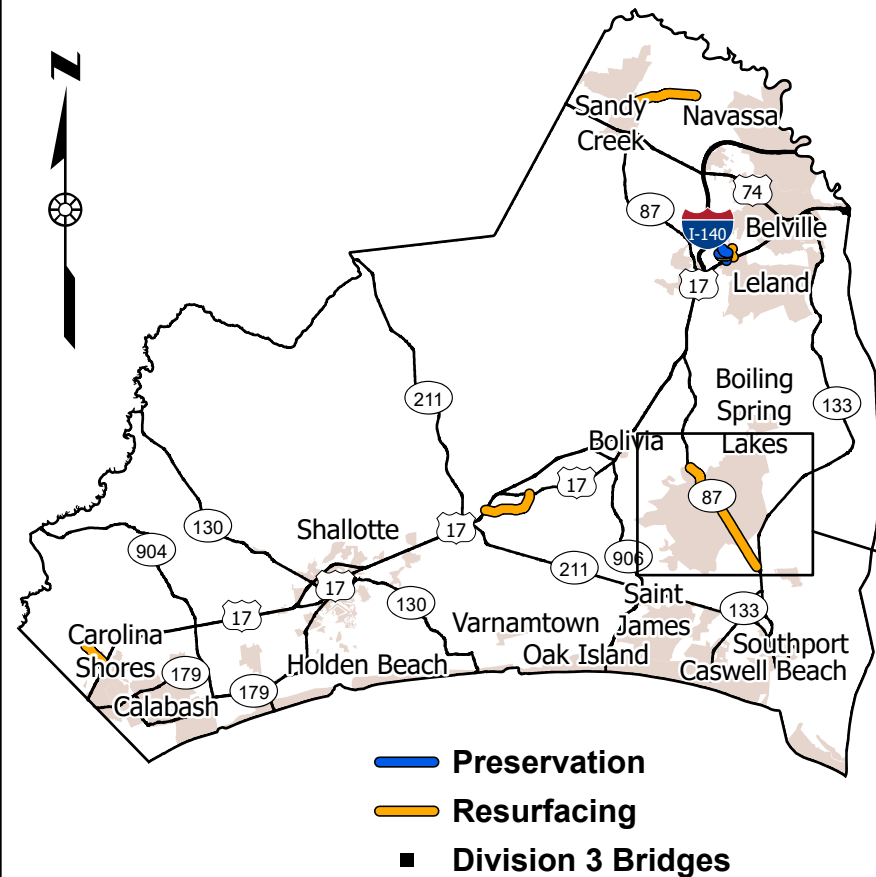 N
Sandy
Creek
Navassa
74
87
I-140
Belville
17
Leland
Boiling
Spring
Lakes
133
211
Bolivia
17
87
Shallotte
17
130
904
211
906
17
130
Saint
James
133
17
Carolina
Shores
Varnamtown
Oak Island
Southport
Caswell Beach
Holden Beach
179
179
Calabash
Preservation
Resurfacing
Division 3 Bridges